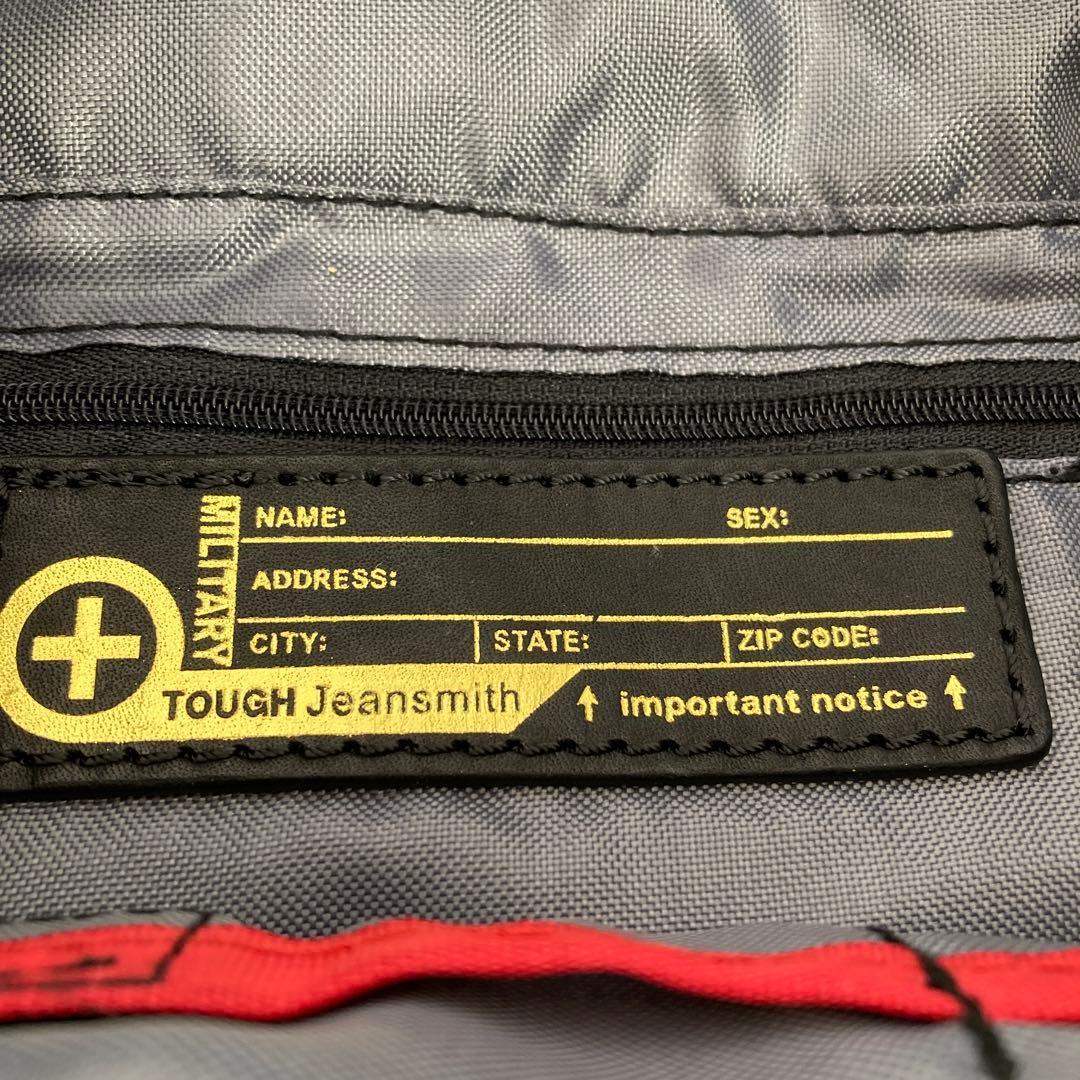 MILITARY
NAME: SEX:
ADDRESS:
CITY: STATE: ZIP CODE:
TOUGH Jeansmith ↑ important notice ↑